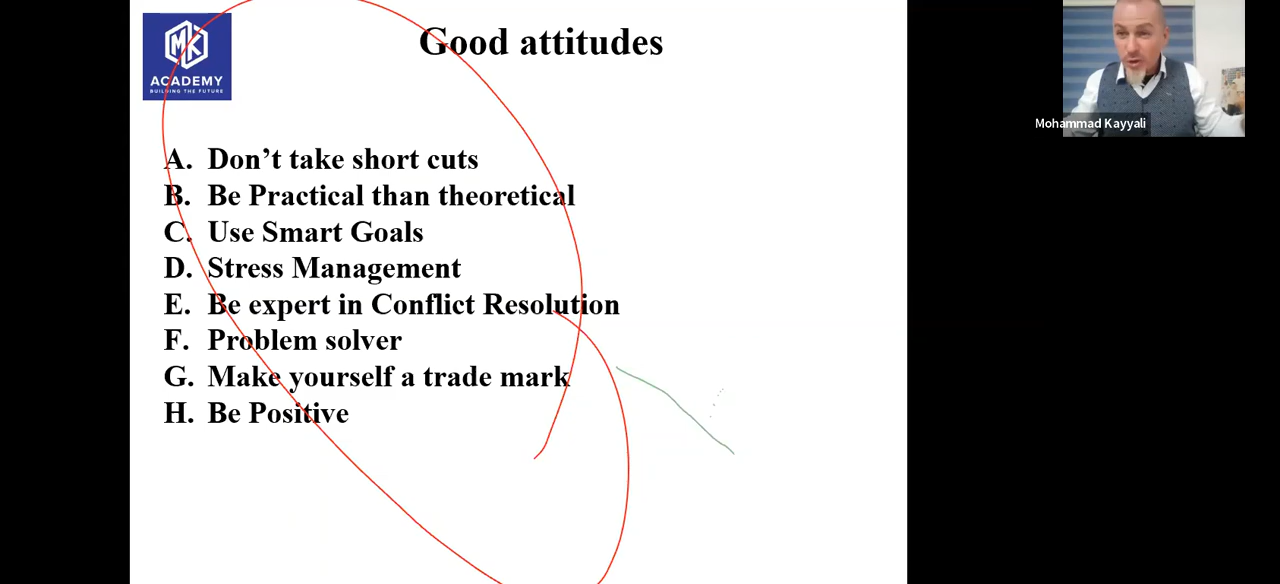 MK
ACADEMY
BUILDING THE FUTURE
Good attitudes
Mohammad Kayyali
A. Don’t take short cuts
B. Be Practical than theoretical
C. Use Smart Goals
D. Stress Management
E. Be expert in Conflict Resolution
F. Problem solver
G. Make yourself a trade mark
H. Be Positive